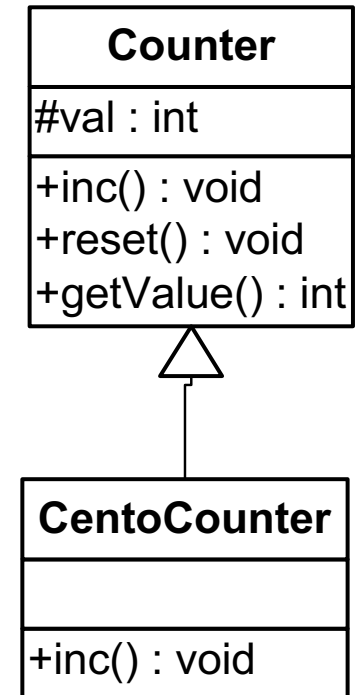 Counter
#val : int
+inc() : void
+reset() : void
+getValue() : int
CentoCounter
+inc() : void